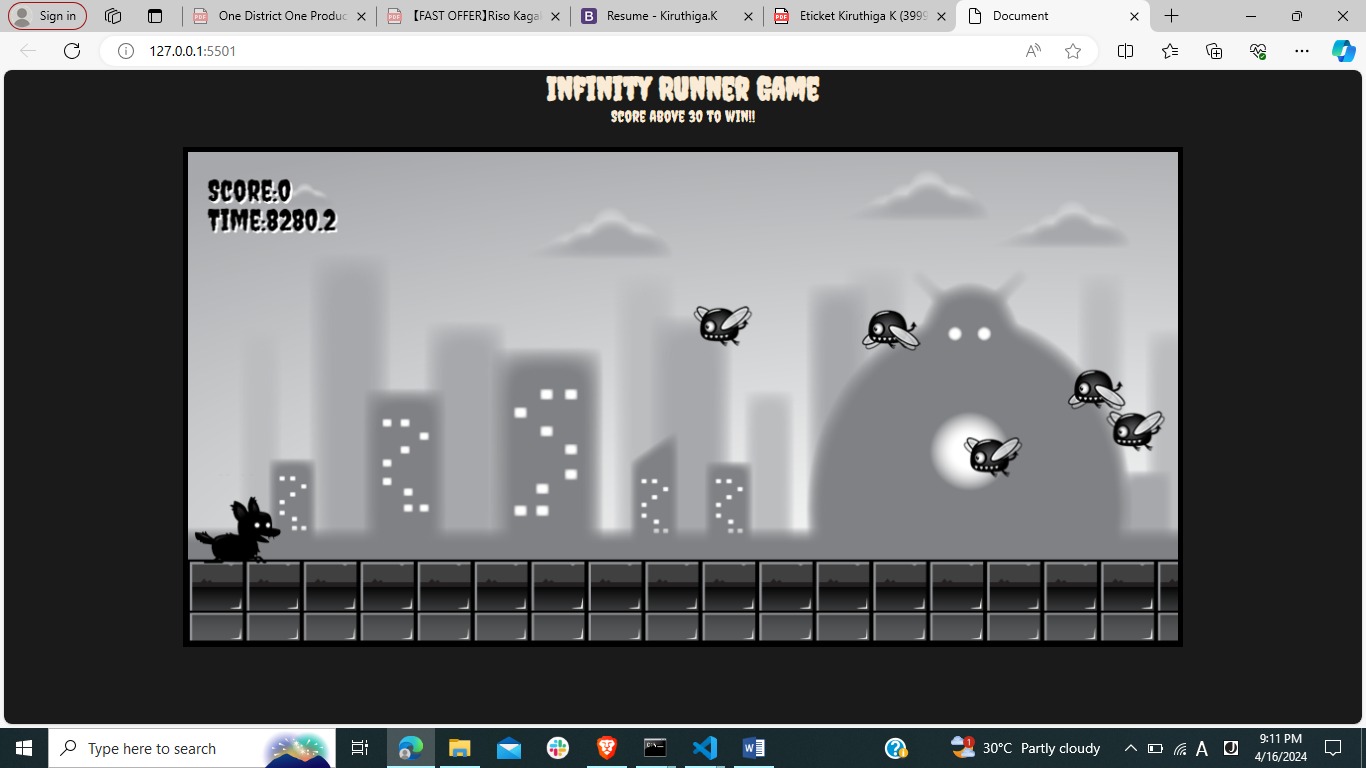 Sign in
One District One Produc
【FAST OFFER】Riso Kaga
Resume - Kiruthiga.K
Eticket Kiruthiga K (3999
Document
127.0.0.1:5501
INFINITY RUNNER GAME
SCORE ABOVE 30 TO WIN!!
SCORE:0
TIME:8280.2
Type here to search
30°C Partly cloudy
9:11 PM
4/16/2024